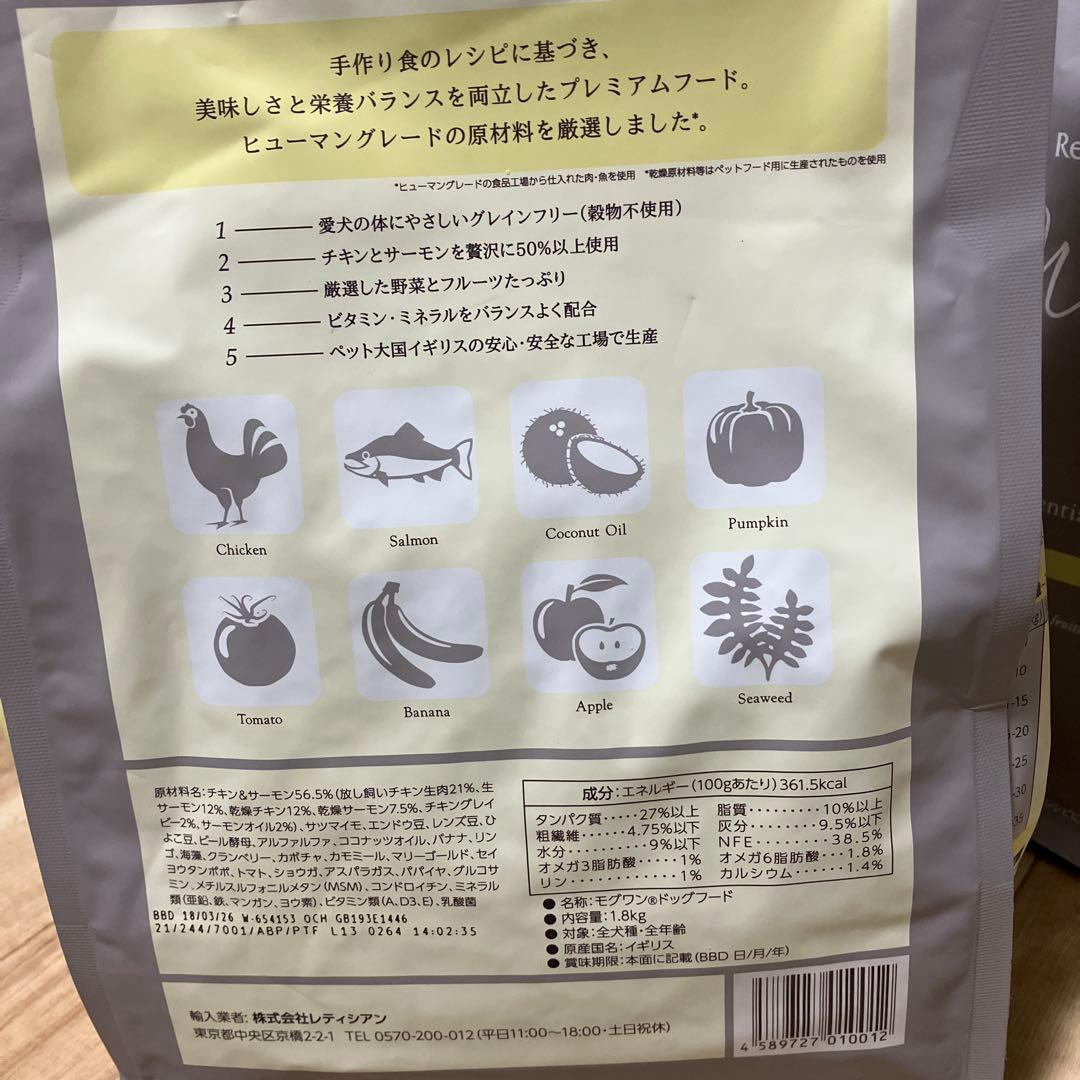 手作り食のレシピに基づき、
美味しさと栄養バランスを両立したプレミアムフード。
ヒューマングレードの原材料を厳選しました*。
*ヒューマングレードの食品工場から仕入れた肉・魚を使用 *乾燥原材料等はペットフード用に生産されたものを使用
1 愛犬の体にやさしいグレインフリー(穀物不使用)
2 チキンとサーモンを贅沢に50%以上使用
3 厳選した野菜とフルーツたっぷり
4 ビタミン・ミネラルをバランスよく配合
5 ペット大国イギリスの安心・安全な工場で生産
Chicken
Salmon
Coconut Oil
Pumpkin
Tomato
Banana
Apple
Seaweed
原材料名:チキン&サーモン56.5%(放し飼いチキン生肉21%、生
サーモン12%、乾燥チキン12%、乾燥サーモン7.5%、チキングレイ
ビー2%、サーモンオイル2%)、サツマイモ、エンドウ豆、レンズ豆、ひ
よこ豆、ビール酵母、アルファルファ、ココナッツオイル、バナナ、リン
ゴ、海藻、クランベリー、カボチャ、カモミール、マリーゴールド、セイ
ヨウタンポポ、トマト、ショウガ、アスパラガス、パパイヤ、グルコサ
ミン、メチルスルフォニルメタン(MSM)、コンドロイチン、ミネラル
類(亜鉛、鉄、マンガン、ヨウ素)、ビタミン類(A、D3、E)、乳酸菌
BBD 18/03/26 W-654153 OCH GB193E1446
21/244/7001/ABP/PTF L13 0264 14:02:35
成分:エネルギー(100gあたり)361.5kcal
タンパク質·····27%以上
粗繊維········4.75%以下
水分···········9%以下
オメガ3脂肪酸·····1%
リン···············1%
脂質·········10%以上
灰分·········9.5%以下
NFE··········38.5%
オメガ6脂肪酸···1.8%
カルシウム······1.4%
● 名称:モグワン®ドッグフード
● 内容量:1.8kg
● 対象:全犬種・全年齢
● 原産国名:イギリス
● 賞味期限:本面に記載(BBD 日/月/年)
輸入業者:株式会社レティシアン
東京都中央区京橋2-2-1 TEL 0570-200-012(平日11:00〜18:00・土日祝休)
4 589727 010012
Re
10
-15
-20
-25
-30
-35